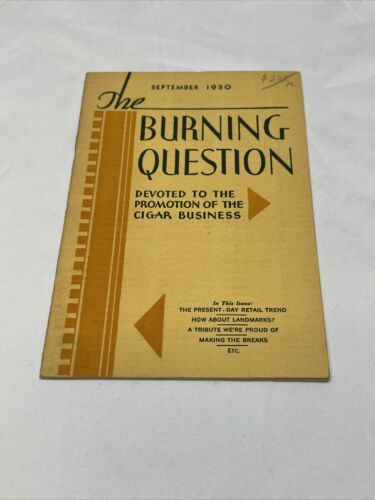 SEPTEMBER 1930
The
BURNING
QUESTION
DEVOTED TO THE
PROMOTION OF THE
CIGAR BUSINESS
In This Issue:
THE PRESENT-DAY RETAIL TREND
HOW ABOUT LANDMARKS?
A TRIBUTE WE'RE PROUD OF
MAKING THE BREAKS
ETC.